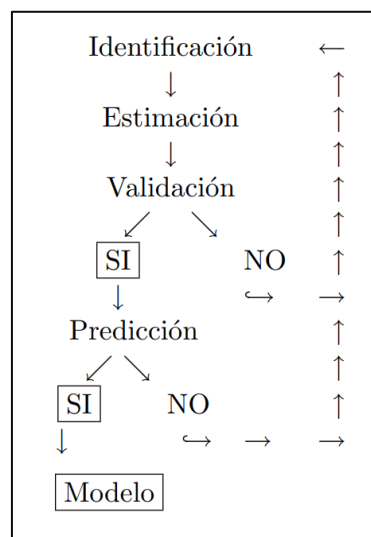 Identificación ←
↓ ↑
Estimación ↑
↓ ↑
Validación ↑
↙ ↘ ↑
SI NO ↑
↓ ↪ →
Predicción ↑
↙ ↘ ↑
SI NO ↑
↓ ↪ → →
Modelo